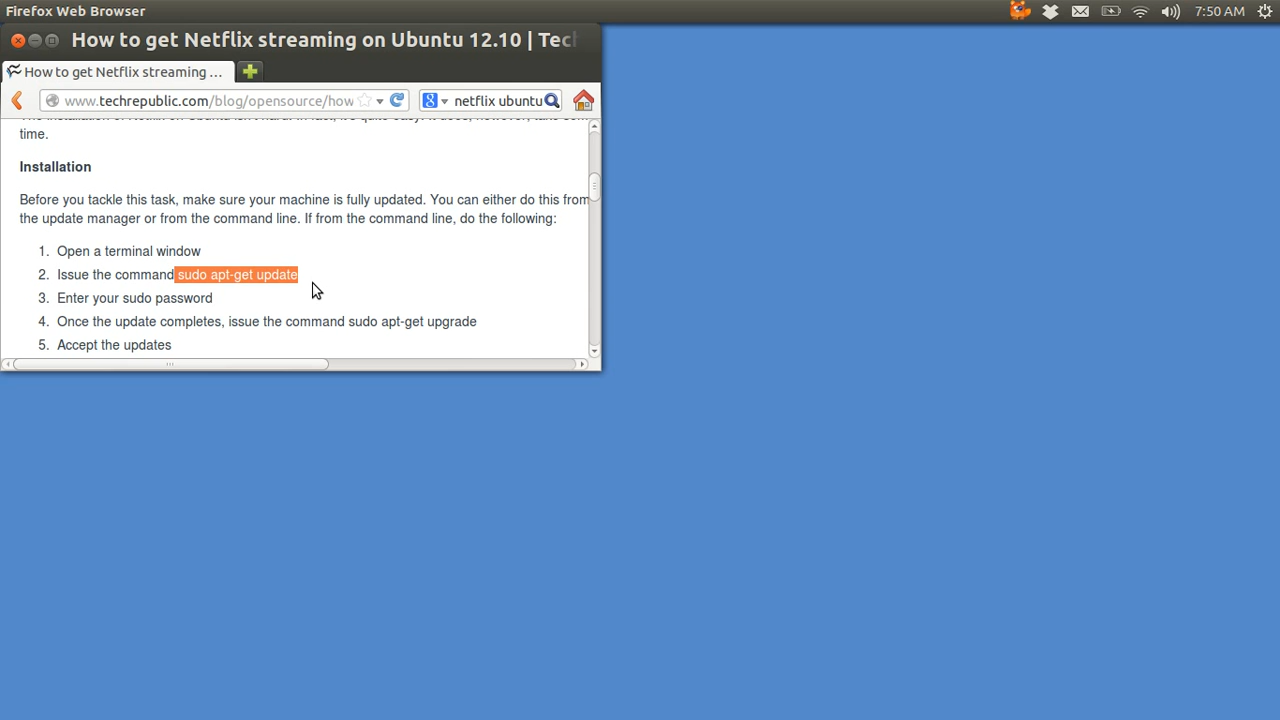 Firefox Web Browser
7:50 AM
How to get Netflix streaming on Ubuntu 12.10 | Tec
How to get Netflix streaming ...
www.techrepublic.com/blog/opensource/how
netflix ubuntu
time.
Installation
Before you tackle this task, make sure your machine is fully updated. You can either do this from
the update manager or from the command line. If from the command line, do the following:
1. Open a terminal window
2. Issue the command sudo apt-get update
3. Enter your sudo password
4. Once the update completes, issue the command sudo apt-get upgrade
5. Accept the updates